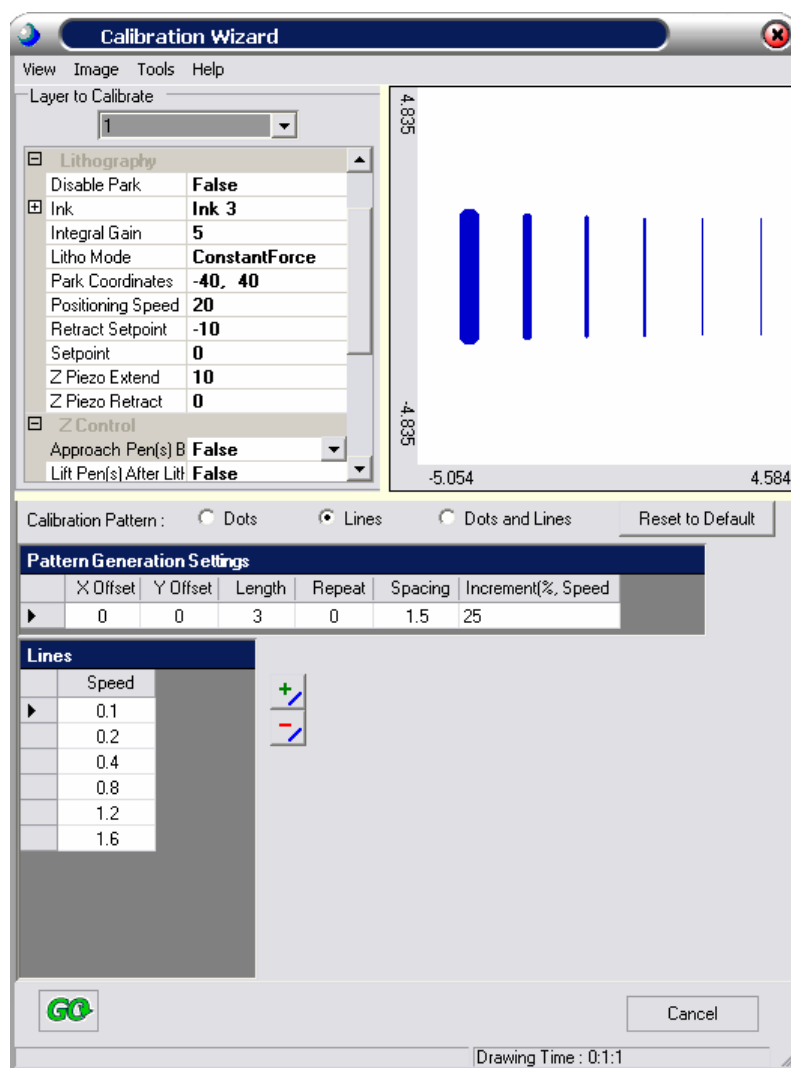 Calibration Wizard
View Image Tools Help
Layer to Calibrate
1
Lithography
Disable Park False
Ink Ink 3
Integral Gain 5
Litho Mode ConstantForce
Park Coordinates -40, 40
Positioning Speed 20
Retract Setpoint -10
Setpoint 0
Z Piezo Extend 10
Z Piezo Retract 0
Z Control
Approach Pen(s) B False
Lift Pen(s) After Lith False
4.835
-4.835
-5.054 4.584
Calibration Pattern : Dots Lines Dots and Lines Reset to Default
Pattern Generation Settings
X Offset Y Offset Length Repeat Spacing Increment(%, Speed
0 0 3 0 1.5 25
Lines
Speed
0.1
0.2
0.4
0.8
1.2
1.6
GO
Cancel
Drawing Time : 0:1:1